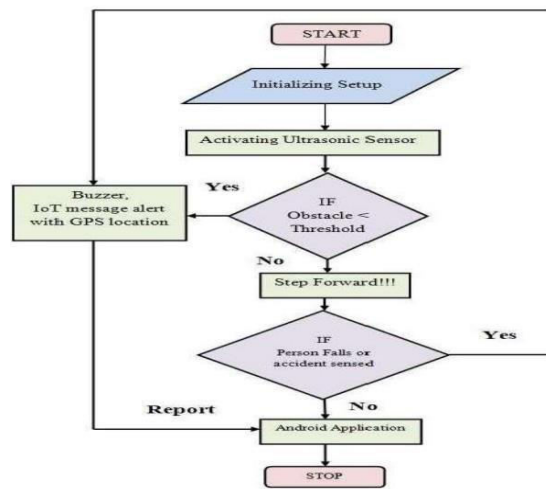 START
Initializing Setup
Activating Ultrasonic Sensor
Yes
Buzzer,
IoT message alert
with GPS location
IF
Obstacle <
Threshold
No
Step Forward!!!
IF
Person Falls or
accident sensed
Yes
No
Report
Android Application
STOP